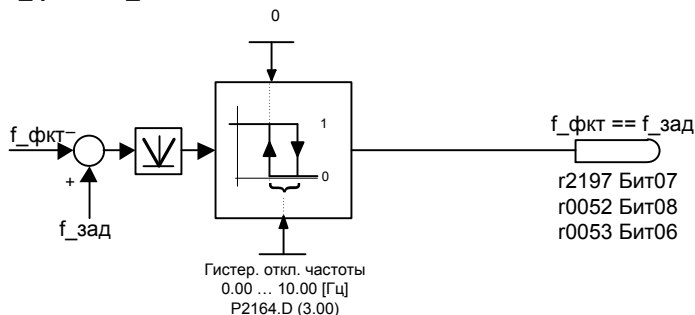 0
f_фкт
–
+
f_зад
1
0
f_фкт == f_зад
r2197 Бит07
r0052 Бит08
r0053 Бит06
Гистер. откл. частоты
0.00 ... 10.00 [Гц]
P2164.D (3.00)